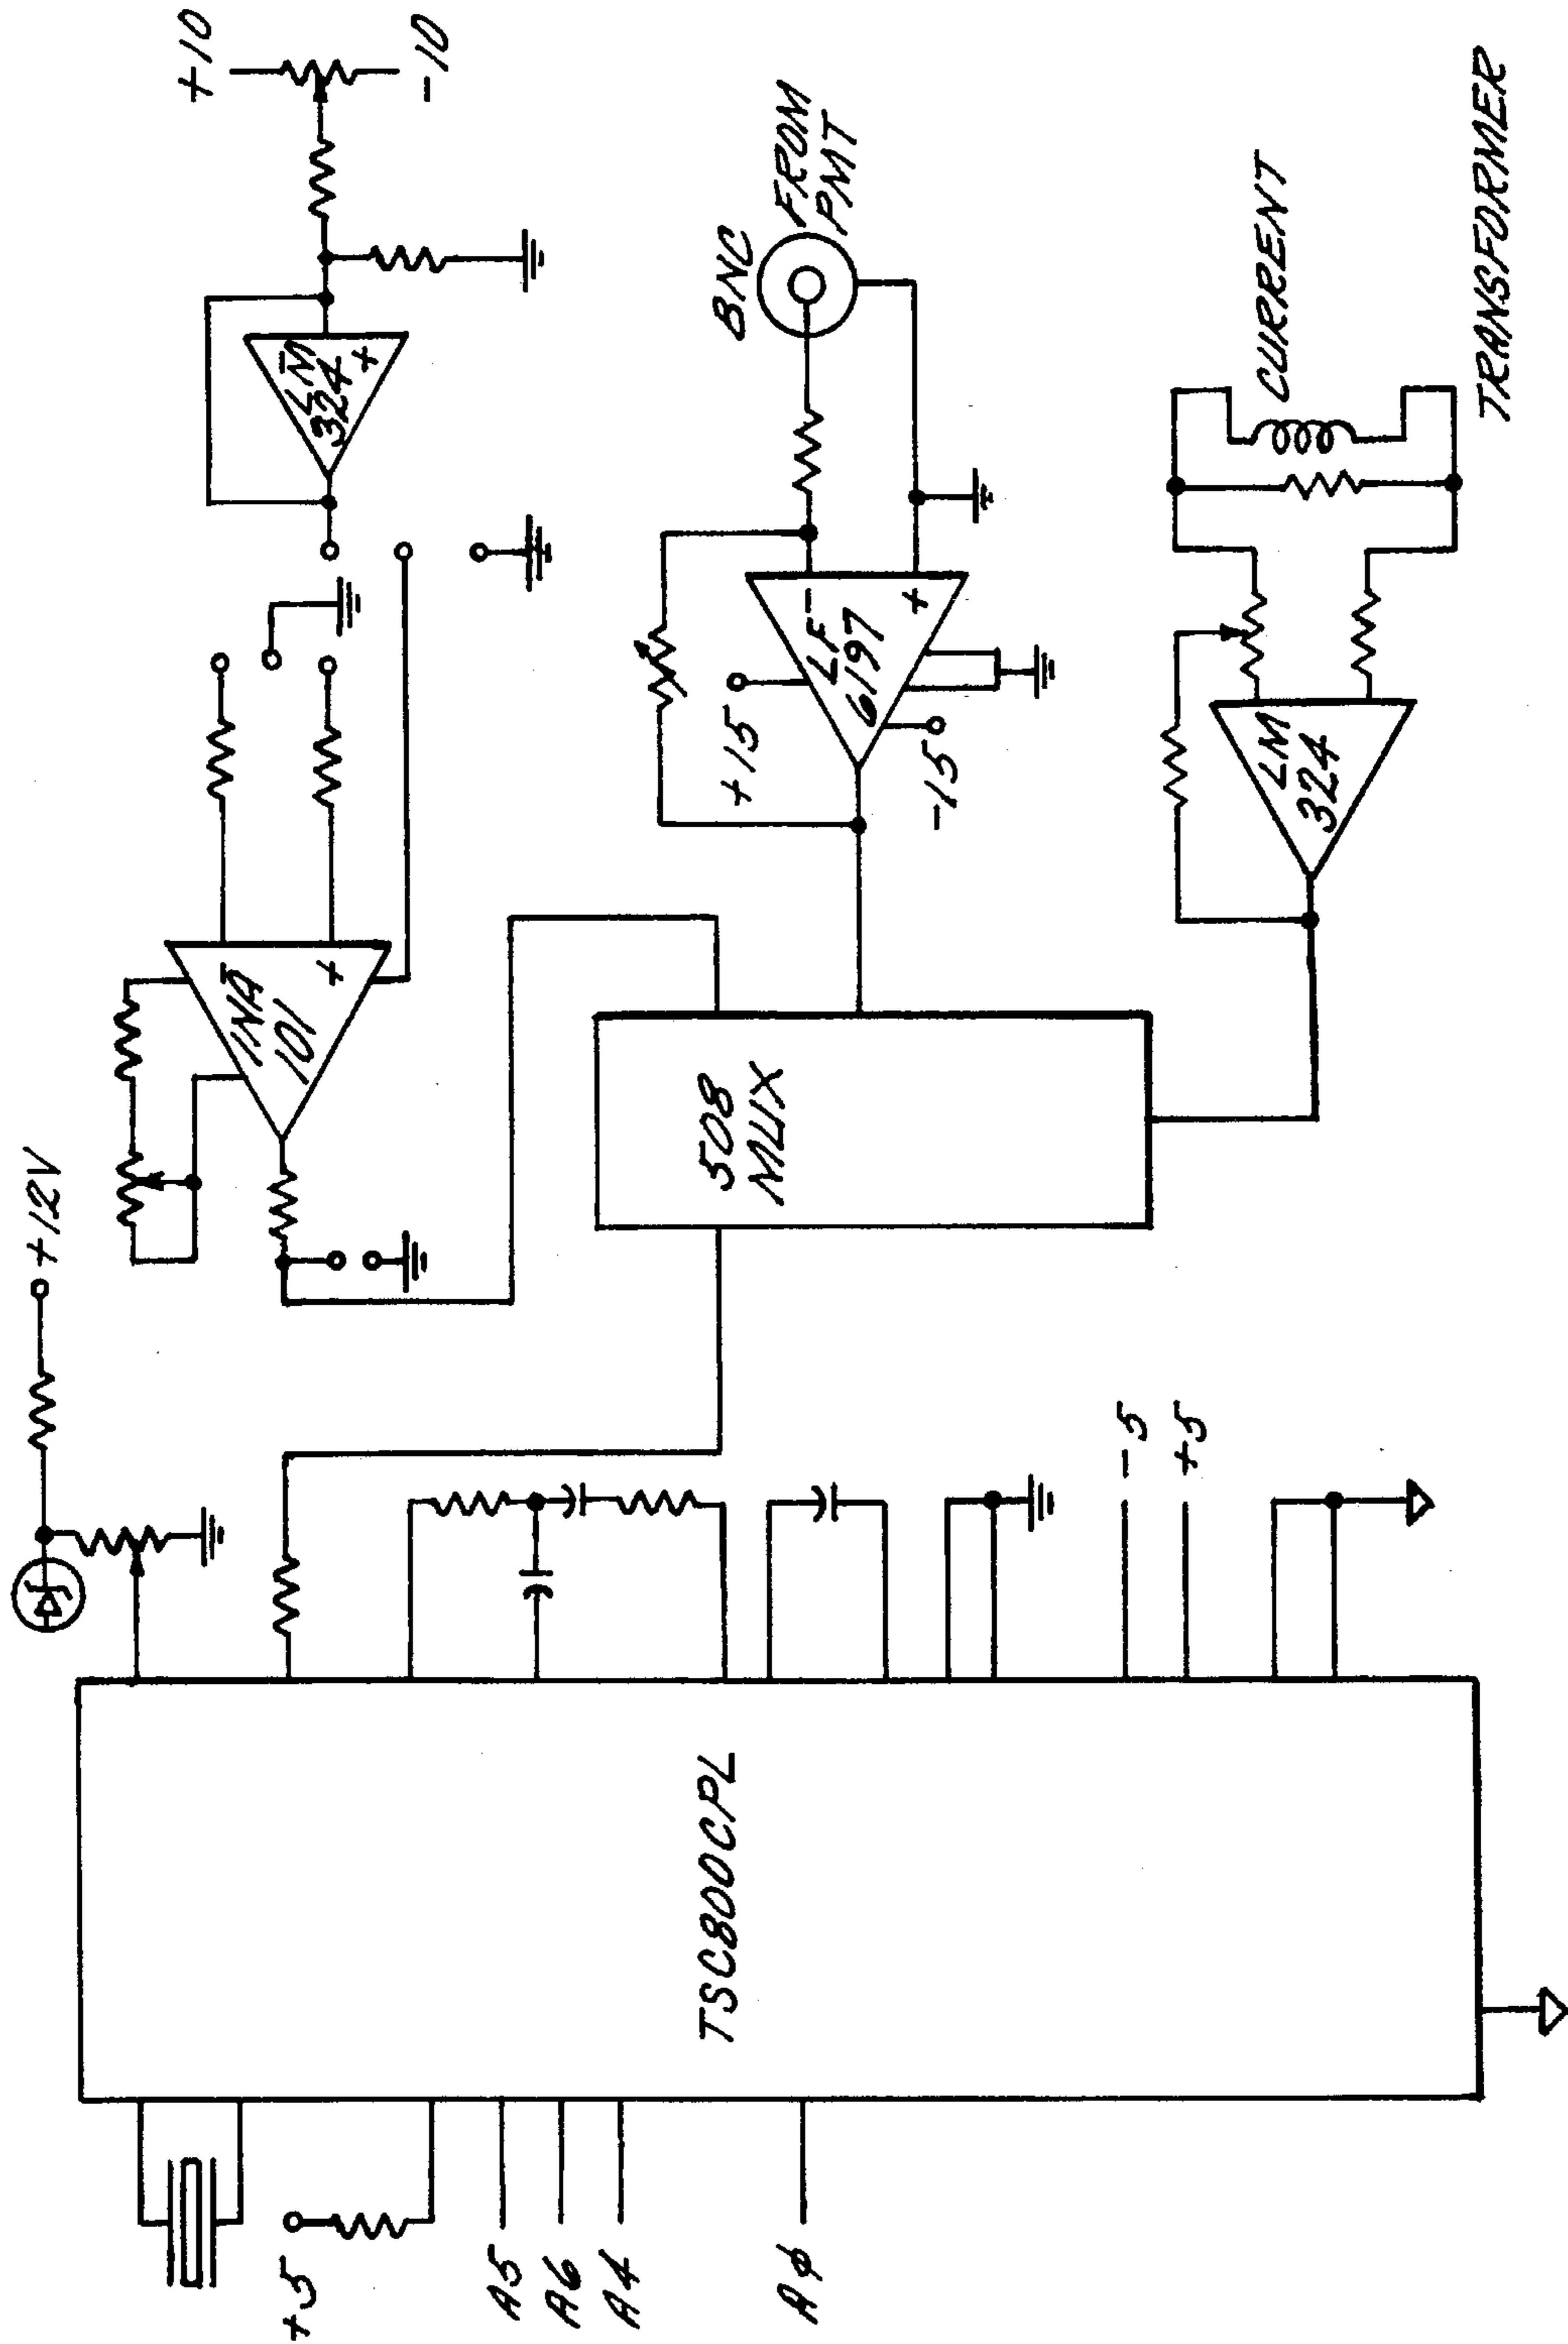 +10
-10
LM
324
-
+
BNC
FROM
PMT
CURRENT
TRANSFORMER
INA
101
-
+
+15
-15
LF
6197
-
+
LM
324
+12V
508
MUX
-5
+5
TSC800CPL
+5
A5
A6
A4
Aϕ